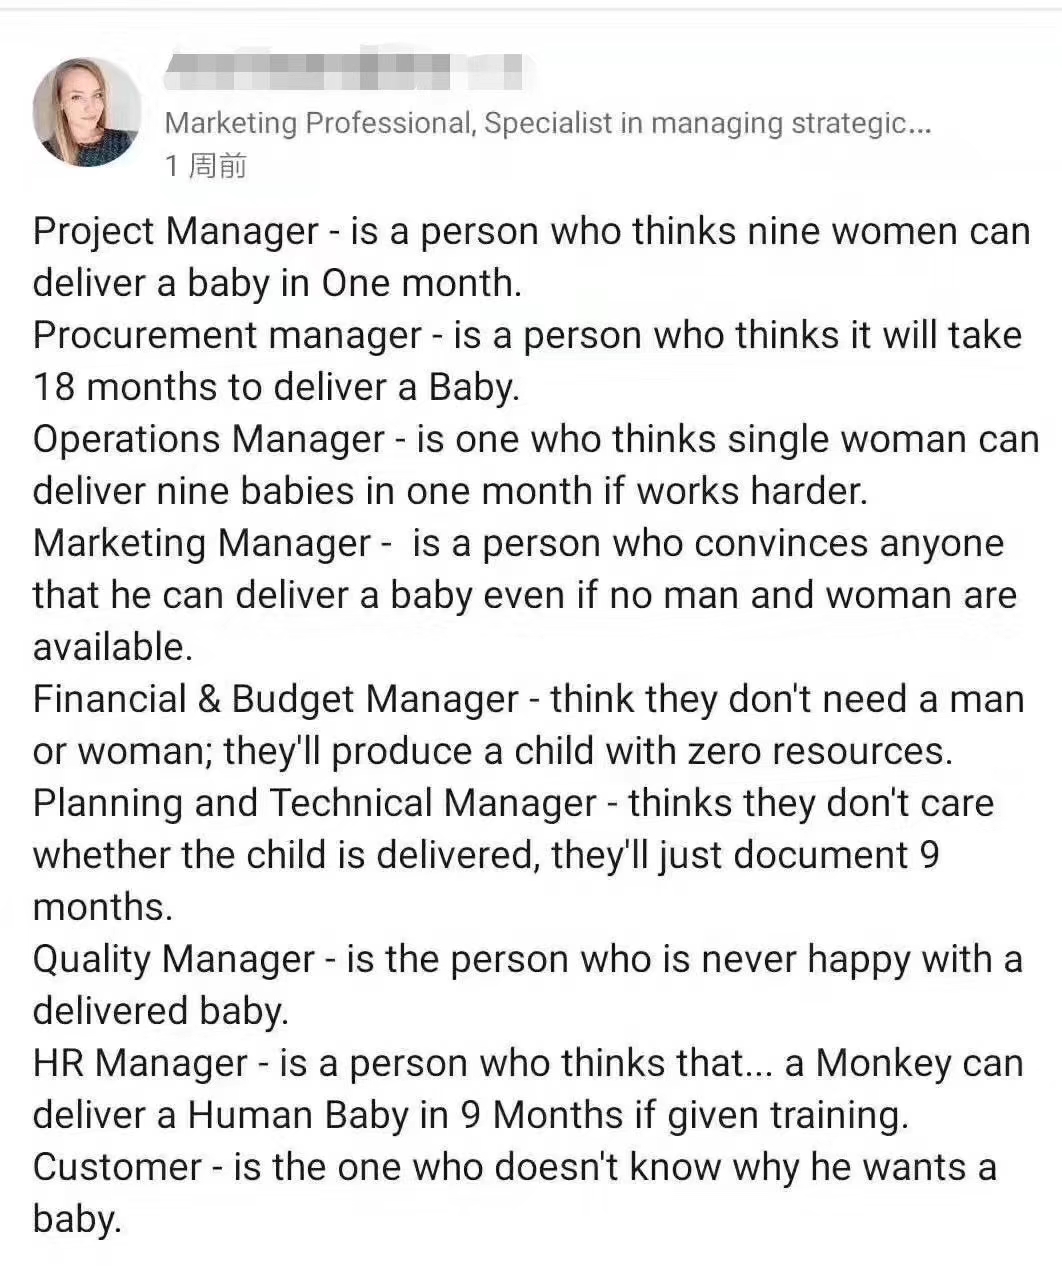 Marketing Professional, Specialist in managing strategic...
1 周前
Project Manager - is a person who thinks nine women can
deliver a baby in One month.
Procurement manager - is a person who thinks it will take
18 months to deliver a Baby.
Operations Manager - is one who thinks single woman can
deliver nine babies in one month if works harder.
Marketing Manager -  is a person who convinces anyone
that he can deliver a baby even if no man and woman are
available.
Financial & Budget Manager - think they don't need a man
or woman; they'll produce a child with zero resources.
Planning and Technical Manager - thinks they don't care
whether the child is delivered, they'll just document 9
months.
Quality Manager - is the person who is never happy with a
delivered baby.
HR Manager - is a person who thinks that... a Monkey can
deliver a Human Baby in 9 Months if given training.
Customer - is the one who doesn't know why he wants a
baby.